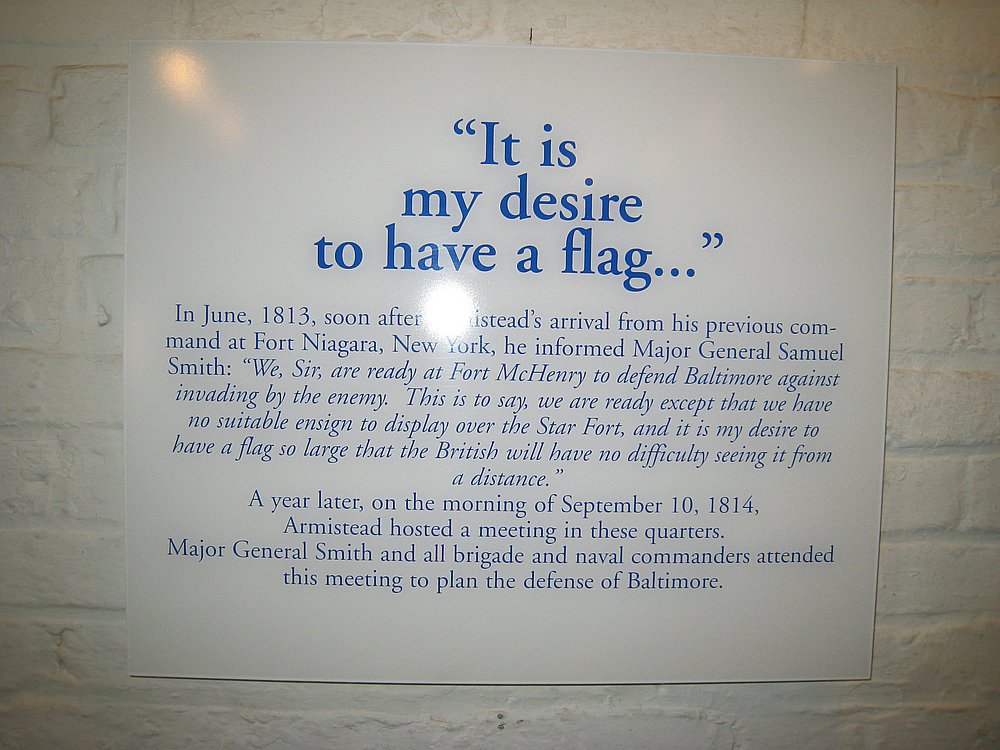 “It is
my desire
to have a flag...”
In June, 1813, soon after Armistead’s arrival from his previous com-
mand at Fort Niagara, New York, he informed Major General Samuel
Smith: “We, Sir, are ready at Fort McHenry to defend Baltimore against
invading by the enemy. This is to say, we are ready except that we have
no suitable ensign to display over the Star Fort, and it is my desire to
have a flag so large that the British will have no difficulty seeing it from
a distance.”
A year later, on the morning of September 10, 1814,
Armistead hosted a meeting in these quarters.
Major General Smith and all brigade and naval commanders attended
this meeting to plan the defense of Baltimore.